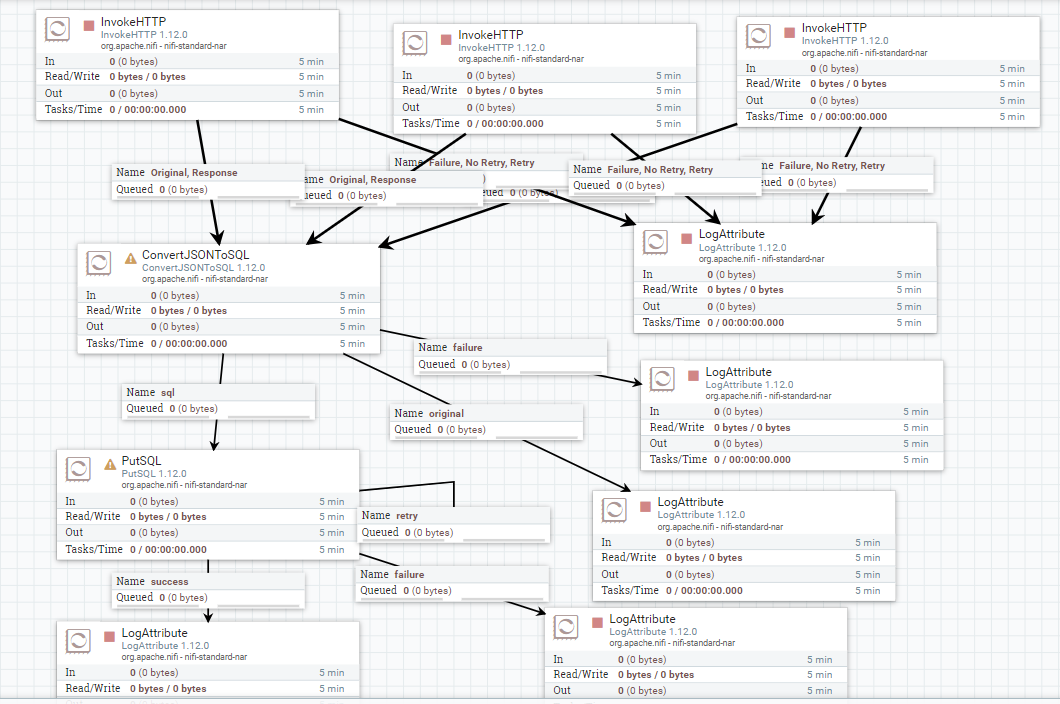 InvokeHTTP
InvokeHTTP 1.12.0
org.apache.nifi - nifi-standard-nar
In 0 (0 bytes) 5 min
Read/Write 0 bytes / 0 bytes 5 min
Out 0 (0 bytes) 5 min
Tasks/Time 0 / 00:00:00.000 5 min
InvokeHTTP
InvokeHTTP 1.12.0
org.apache.nifi - nifi-standard-nar
In 0 (0 bytes) 5 min
Read/Write 0 bytes / 0 bytes 5 min
Out 0 (0 bytes) 5 min
Tasks/Time 0 / 00:00:00.000 5 min
InvokeHTTP
InvokeHTTP 1.12.0
org.apache.nifi - nifi-standard-nar
In 0 (0 bytes) 5 min
Read/Write 0 bytes / 0 bytes 5 min
Out 0 (0 bytes) 5 min
Tasks/Time 0 / 00:00:00.000 5 min
Name Original, Response
Queued 0 (0 bytes)
Name Failure, No Retry, Retry
ame Original, Response
ueued 0 (0 bytes)
ueued 0 (0 bytes)
Name Failure, No Retry, Retry
Queued 0 (0 bytes)
me Failure, No Retry, Retry
ued 0 (0 bytes)
ConvertJSONToSQL
ConvertJSONToSQL 1.12.0
org.apache.nifi - nifi-standard-nar
In 0 (0 bytes) 5 min
Read/Write 0 bytes / 0 bytes 5 min
Out 0 (0 bytes) 5 min
Tasks/Time 0 / 00:00:00.000 5 min
LogAttribute
LogAttribute 1.12.0
org.apache.nifi - nifi-standard-nar
In 0 (0 bytes) 5 min
Read/Write 0 bytes / 0 bytes 5 min
Out 0 (0 bytes) 5 min
Tasks/Time 0 / 00:00:00.000 5 min
Name failure
Queued 0 (0 bytes)
LogAttribute
LogAttribute 1.12.0
org.apache.nifi - nifi-standard-nar
In 0 (0 bytes) 5 min
Read/Write 0 bytes / 0 bytes 5 min
Out 0 (0 bytes) 5 min
Tasks/Time 0 / 00:00:00.000 5 min
Name sql
Queued 0 (0 bytes)
Name original
Queued 0 (0 bytes)
PutSQL
PutSQL 1.12.0
org.apache.nifi - nifi-standard-nar
In 0 (0 bytes) 5 min
Read/Write 0 bytes / 0 bytes 5 min
Out 0 (0 bytes) 5 min
Tasks/Time 0 / 00:00:00.000 5 min
Name retry
Queued 0 (0 bytes)
LogAttribute
LogAttribute 1.12.0
org.apache.nifi - nifi-standard-nar
In 0 (0 bytes) 5 min
Read/Write 0 bytes / 0 bytes 5 min
Out 0 (0 bytes) 5 min
Tasks/Time 0 / 00:00:00.000 5 min
Name success
Queued 0 (0 bytes)
Name failure
Queued 0 (0 bytes)
LogAttribute
LogAttribute 1.12.0
org.apache.nifi - nifi-standard-nar
In 0 (0 bytes) 5 min
Read/Write 0 bytes / 0 bytes 5 min
LogAttribute
LogAttribute 1.12.0
org.apache.nifi - nifi-standard-nar
In 0 (0 bytes) 5 min
Read/Write 0 bytes / 0 bytes 5 min
Out 0 (0 bytes) 5 min